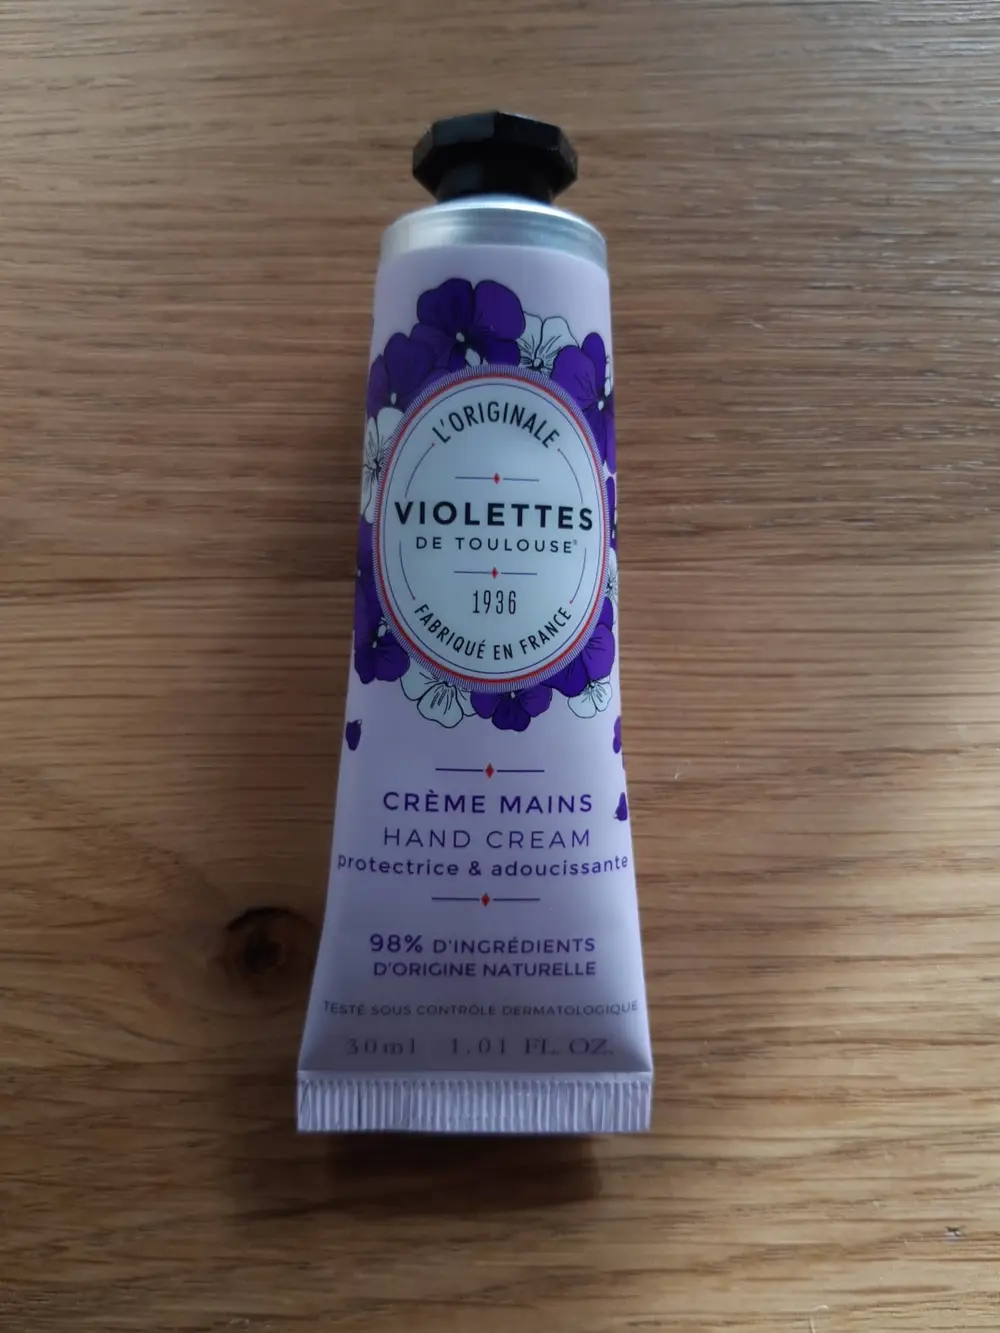 L'ORIGINALE
VIOLETTES
DE TOULOUSE®
1936
FABRIQUÉ EN FRANCE
CRÈME MAINS
HAND CREAM
protectrice & adoucissante
98% D'INGRÉDIENTS
D'ORIGINE NATURELLE
TESTÉ SOUS CONTRÔLE DERMATOLOGIQUE
30ml 1.01 FL. OZ.